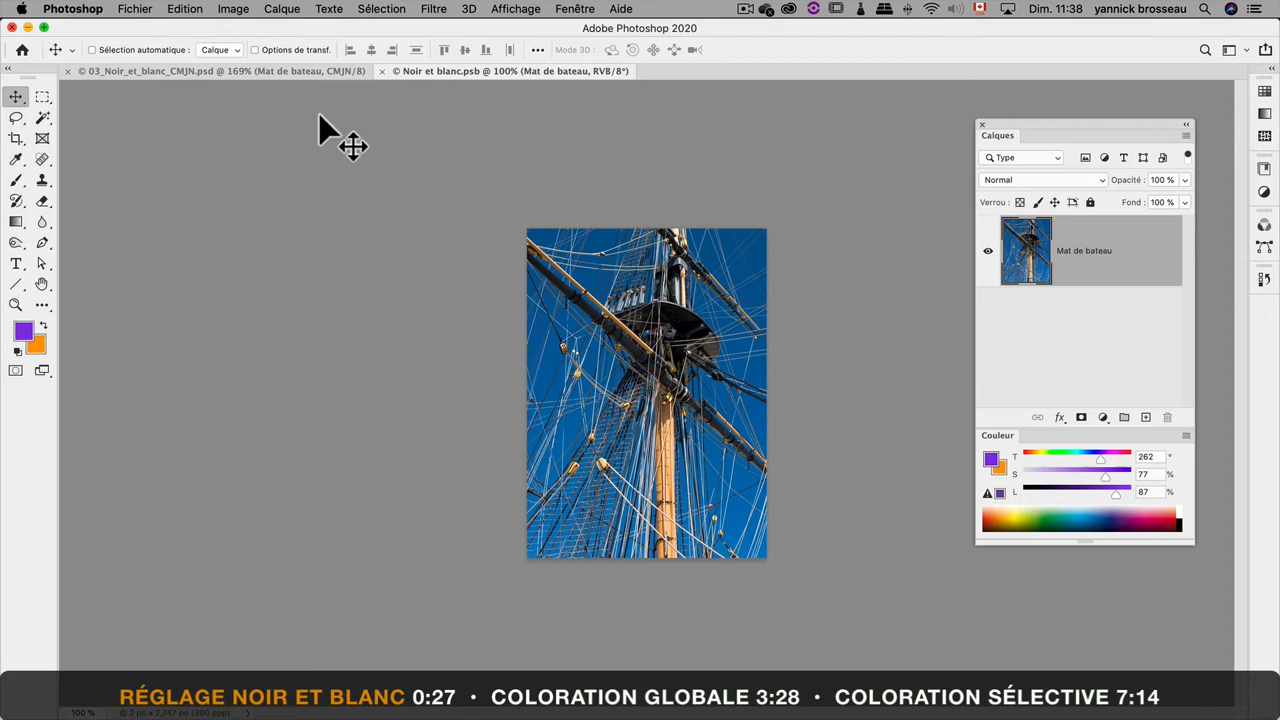 Photoshop Fichier Edition Image Calque Texte Sélection Filtre 3D Affichage Fenêtre Aide Dim. 11:38 yannick brosseau
Adobe Photoshop 2020
Sélection automatique : Calque Options de transf. Mode 3D :
© 03_Noir_et_blanc_CMJN.psd @ 169% (Mat de bateau, CMJN/8) © Noir et blanc.psb @ 100% (Mat de bateau, RVB/8*)
Calques
Type
Normal Opacité : 100 %
Verrou : Fond : 100 %
Mat de bateau
Couleur
T 262 °
S 77 %
L 87 %
RÉGLAGE NOIR ET BLANC 0:27 • COLORATION GLOBALE 3:28 • COLORATION SÉLECTIVE 7:14
100 %